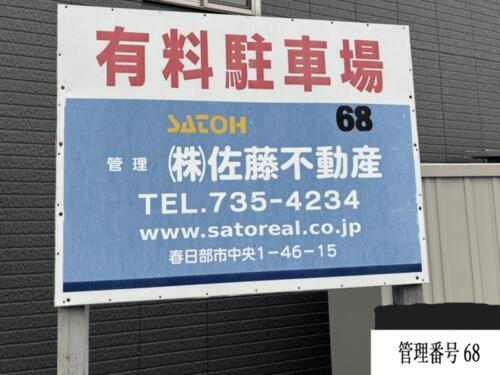 有料駐車場
SATOH 68
管理 ㈱佐藤不動産
TEL.735-4234
www.satoreal.co.jp
春日部市中央1-46-15
管理番号 68